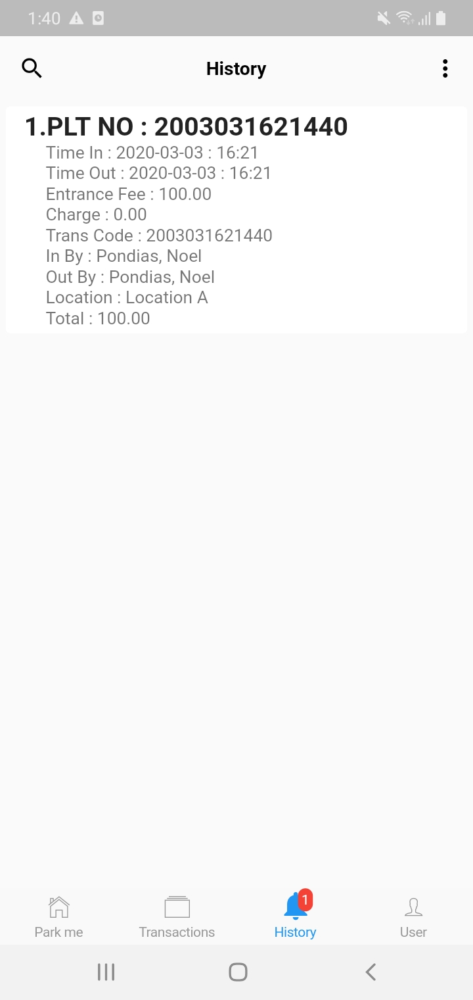 1:40
History
1.PLT NO : 2003031621440
Time In : 2020-03-03 : 16:21
Time Out : 2020-03-03 : 16:21
Entrance Fee : 100.00
Charge : 0.00
Trans Code : 2003031621440
In By : Pondias, Noel
Out By : Pondias, Noel
Location : Location A
Total : 100.00
1
Park me Transactions History User